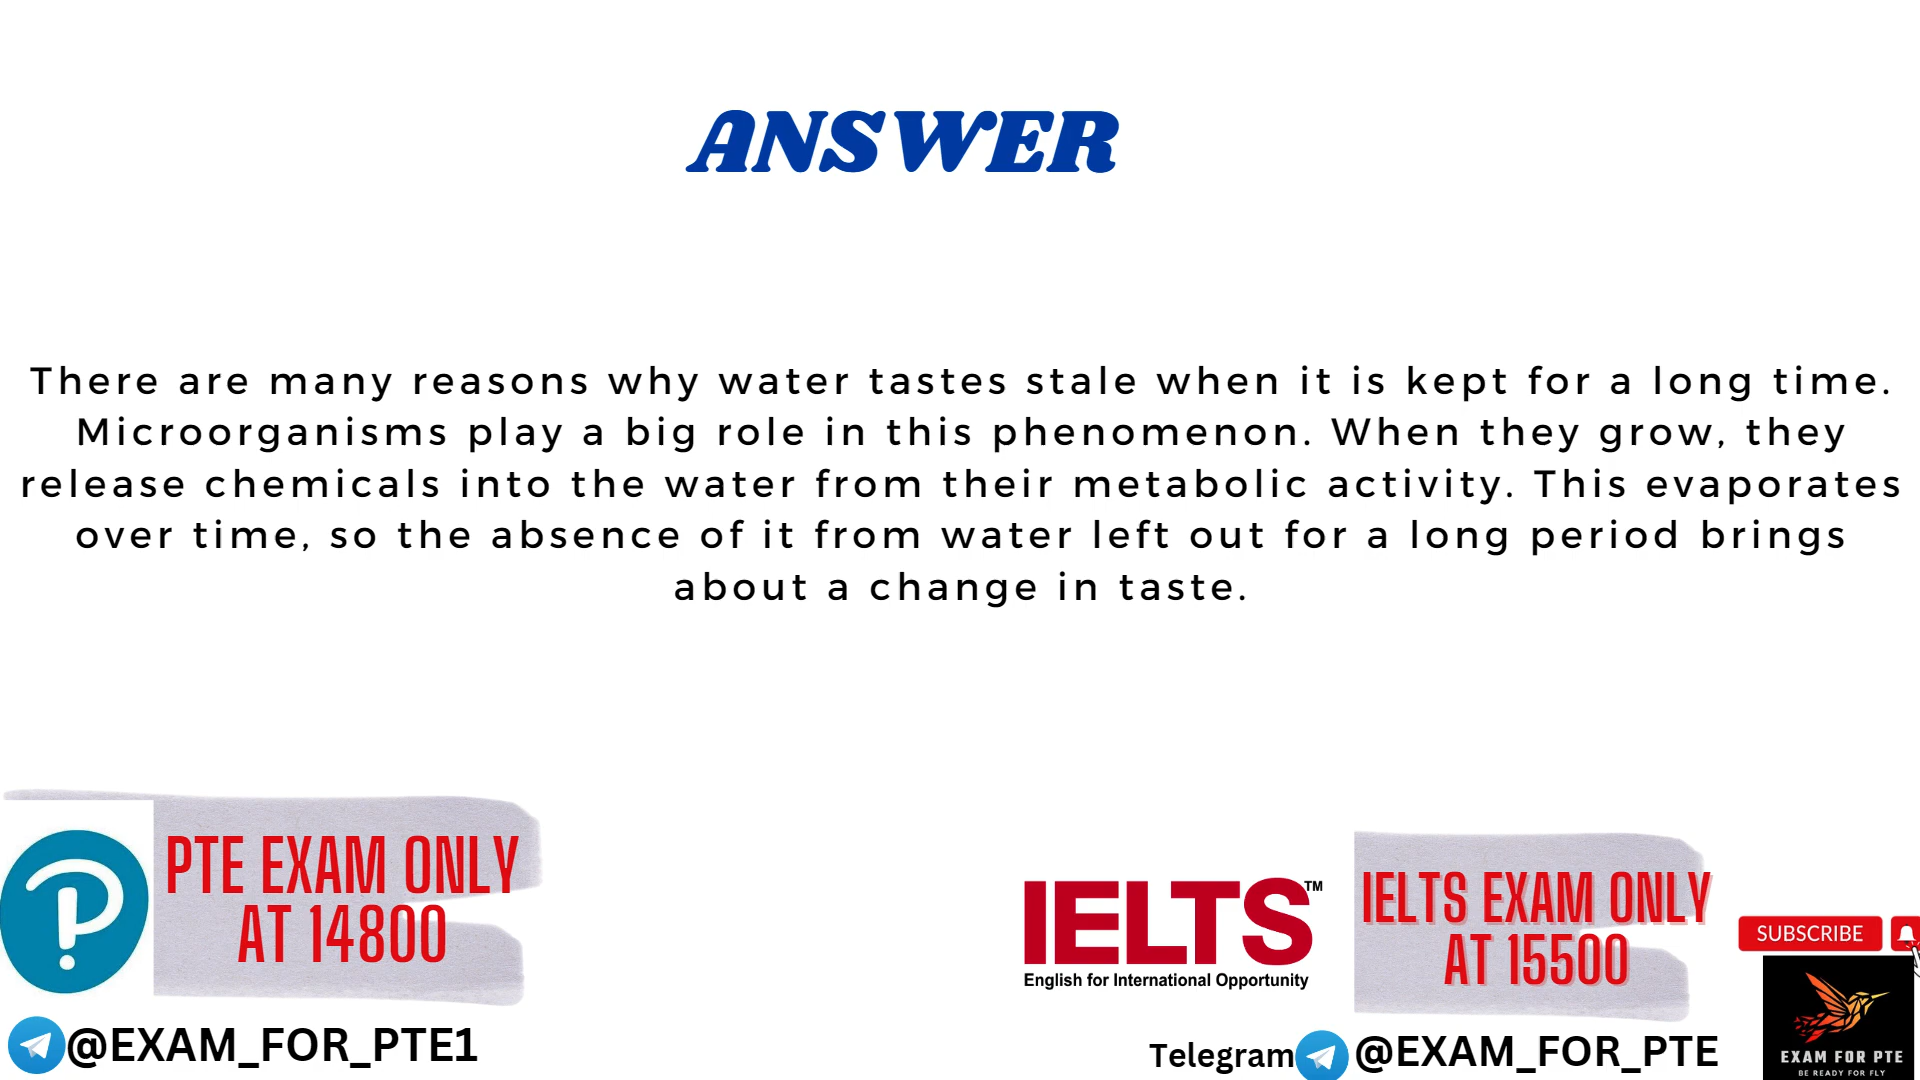 ANSWER
There are many reasons why water tastes stale when it is kept for a long time.
Microorganisms play a big role in this phenomenon. When they grow, they
release chemicals into the water from their metabolic activity. This evaporates
over time, so the absence of it from water left out for a long period brings
about a change in taste.
PTE EXAM ONLY
AT 14800
@EXAM_FOR_PTE1
IELTS™
English for International Opportunity
IELTS EXAM ONLY
AT 15500
Telegram @EXAM_FOR_PTE
SUBSCRIBE
EXAM FOR PTE
BE READY FOR FLY